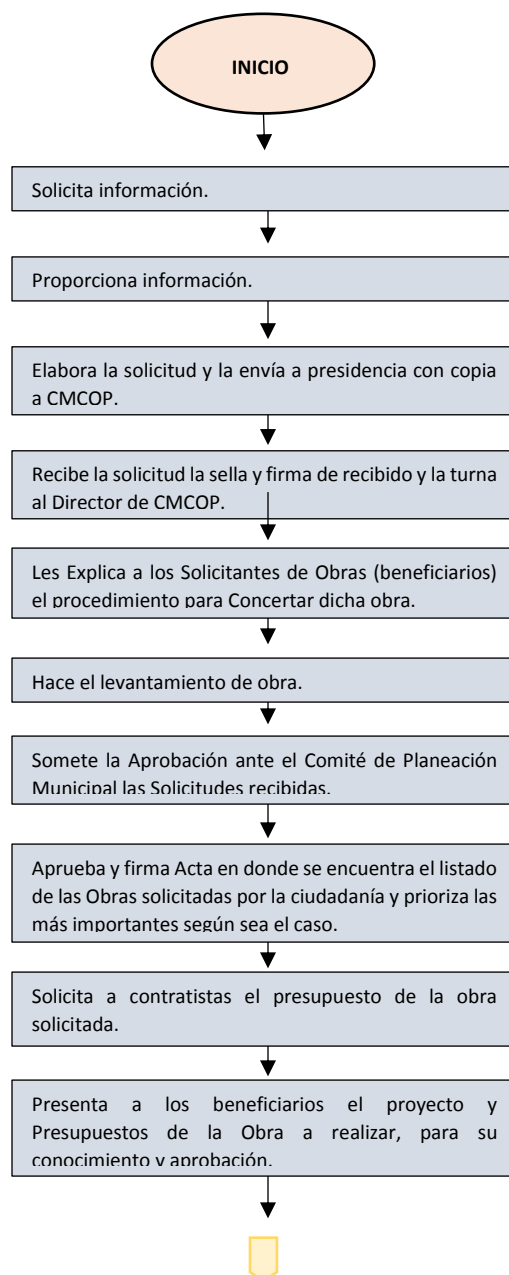 INICIO
Solicita información.
Proporciona información.
Elabora la solicitud y la envía a presidencia con copia
a CMCOP.
Recibe la solicitud la sella y firma de recibido y la turna
al Director de CMCOP.
Les Explica a los Solicitantes de Obras (beneficiarios)
el procedimiento para Concertar dicha obra.
Hace el levantamiento de obra.
Somete la Aprobación ante el Comité de Planeación
Municipal las Solicitudes recibidas.
Aprueba y firma Acta en donde se encuentra el listado
de las Obras solicitadas por la ciudadanía y prioriza las
más importantes según sea el caso.
Solicita a contratistas el presupuesto de la obra
solicitada.
Presenta a los beneficiarios el proyecto y
Presupuestos de la Obra a realizar, para su
conocimiento y aprobación.